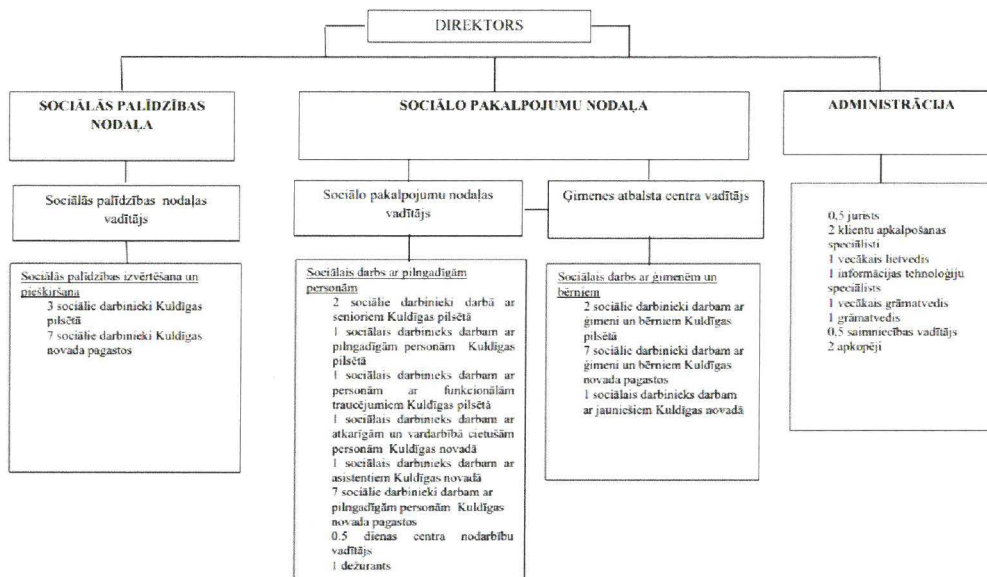 DIREKTORS
SOCIĀLĀS PALĪDZĪBAS
NODAĻA
SOCIĀLO PAKALPOJUMU NODAĻA
ADMINISTRĀCIJA
Sociālās palīdzības nodaļas
vadītājs
Sociālo pakalpojumu nodaļas
vadītājs
Ģimenes atbalsta centra vadītājs
Sociālās palīdzības izvērtēšana un
piešķiršana
3 sociālie darbinieki Kuldīgas
pilsētā
7 sociālie darbinieki Kuldīgas
novada pagastos
Sociālais darbs ar pilngadīgām
personām
2 sociālie darbinieki darbā ar
senioriem Kuldīgas pilsētā
1 sociālais darbinieks darbam ar
pilngadīgām personām Kuldīgas
pilsētā
1 sociālais darbinieks darbam ar
personām ar funkcionālām
traucējumiem Kuldīgas pilsētā
1 sociālais darbinieks darbam ar
atkarīgām un vardarbībā cietušām
personām Kuldīgas novadā
1 sociālais darbinieks darbam ar
asistentiem Kuldīgas novadā
7 sociālie darbinieki darbam ar
pilngadīgām personām Kuldīgas
novada pagastos
0.5 dienas centra nodarbību
vadītājs
1 dežurants
Sociālais darbs ar ģimenēm un
bērniem
2 sociālie darbinieki darbam ar
ģimeni un bērniem Kuldīgas
pilsētā
7 sociālie darbinieki darbam ar
ģimeni un bērniem Kuldīgas
novada pagastos
1 sociālais darbinieks darbam
ar jauniešiem Kuldīgas novadā
0,5 jurists
2 klientu apkalpošanas
speciālisti
1 vecākais lietvedis
1 informācijas tehnoloģiju
speciālists
1 vecākais grāmatvedis
1 grāmatvedis
0,5 saimniecības vadītājs
2 apkopēji